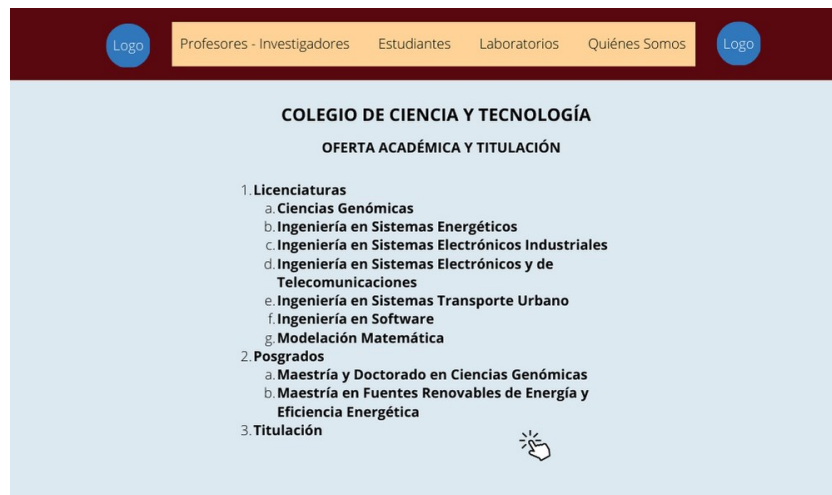 Logo
Profesores - Investigadores Estudiantes Laboratorios Quiénes Somos
Logo
COLEGIO DE CIENCIA Y TECNOLOGÍA
OFERTA ACADÉMICA Y TITULACIÓN
1. Licenciaturas
a. Ciencias Genómicas
b. Ingeniería en Sistemas Energéticos
c. Ingeniería en Sistemas Electrónicos Industriales
d. Ingeniería en Sistemas Electrónicos y de
Telecomunicaciones
e. Ingeniería en Sistemas Transporte Urbano
f. Ingeniería en Software
g. Modelación Matemática
2. Posgrados
a. Maestría y Doctorado en Ciencias Genómicas
b. Maestría en Fuentes Renovables de Energía y
Eficiencia Energética
3. Titulación